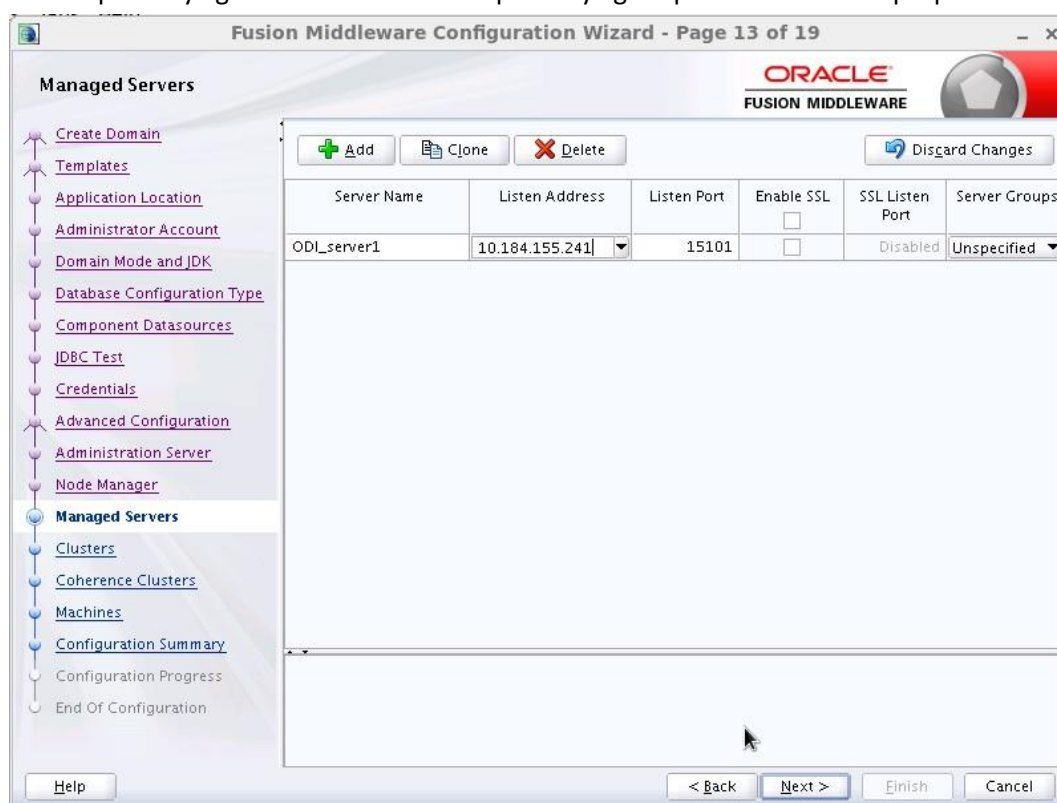 Fusion Middleware Configuration Wizard - Page 13 of 19
Managed Servers
ORACLE
FUSION MIDDLEWARE
Create Domain
Templates
Application Location
Administrator Account
Domain Mode and JDK
Database Configuration Type
Component Datasources
JDBC Test
Credentials
Advanced Configuration
Administration Server
Node Manager
Managed Servers
Clusters
Coherence Clusters
Machines
Configuration Summary
Configuration Progress
End Of Configuration
Add Clone Delete Discard Changes
Server Name Listen Address Listen Port Enable SSL SSL Listen Port Server Groups
ODI_server1 10.184.155.241 15101 Disabled Unspecified
Help < Back Next > Finish Cancel